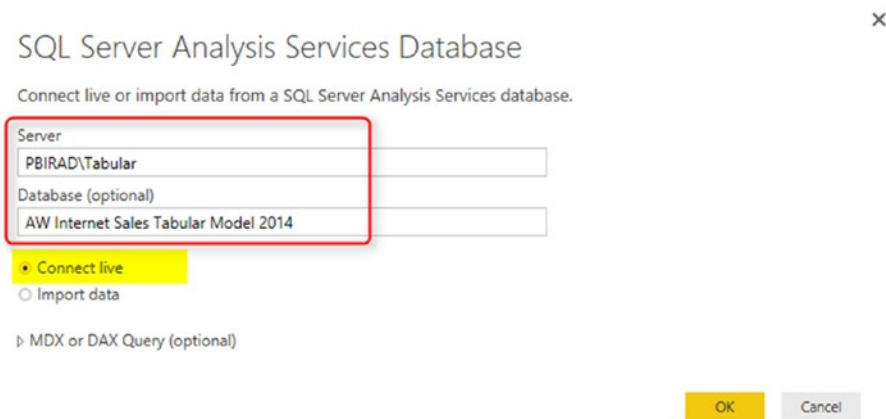 SQL Server Analysis Services Database
Connect live or import data from a SQL Server Analysis Services database.
Server
PBIRAD\Tabular
Database (optional)
AW Internet Sales Tabular Model 2014
Connect live
Import data
MDX or DAX Query (optional)
OK Cancel